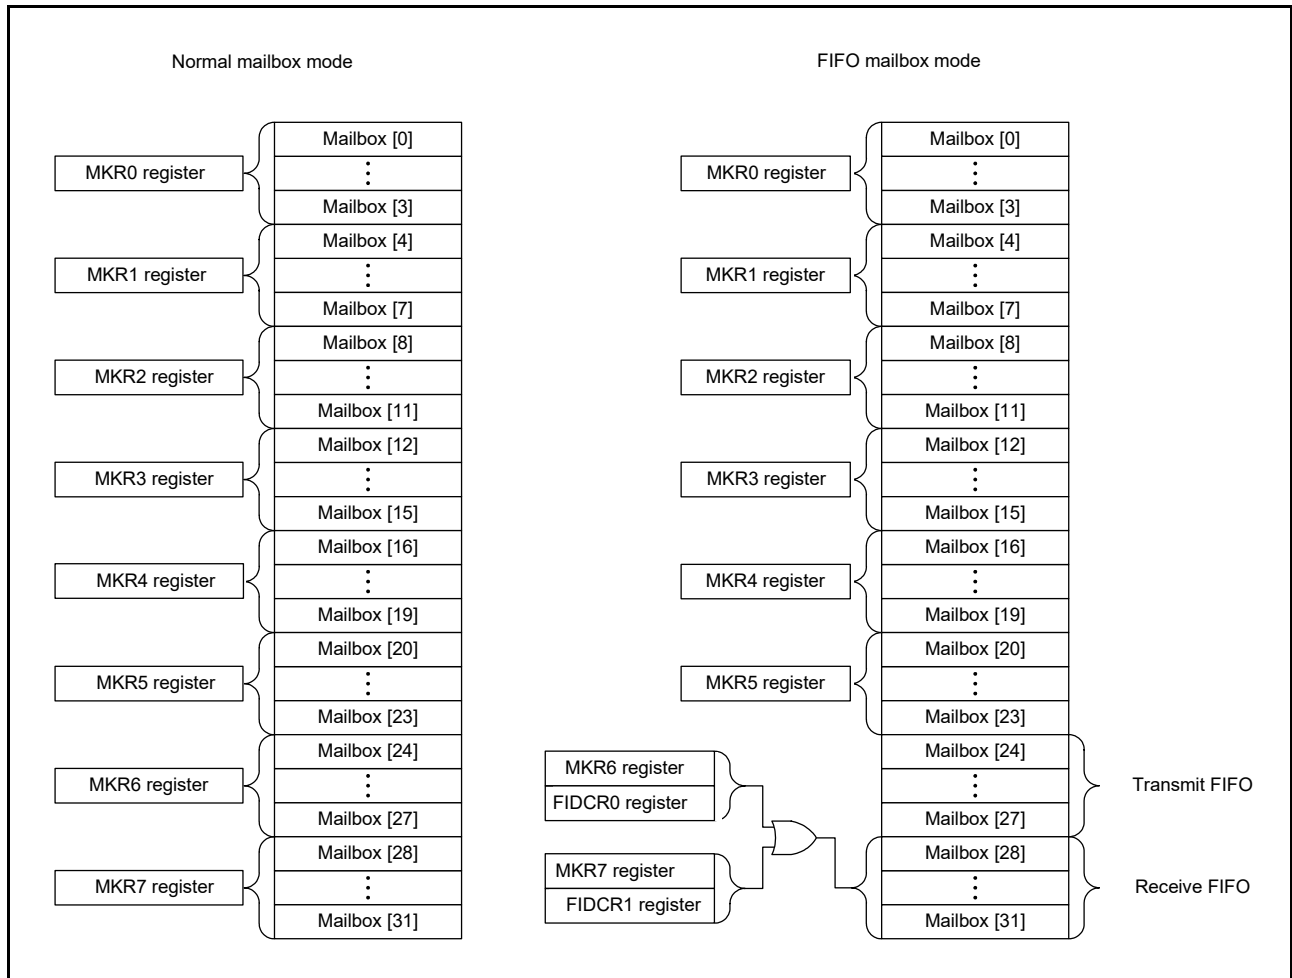 Normal mailbox mode
Mailbox [0]
MKR0 register
Mailbox [3]
Mailbox [4]
MKR1 register
Mailbox [7]
Mailbox [8]
MKR2 register
Mailbox [11]
Mailbox [12]
MKR3 register
Mailbox [15]
Mailbox [16]
MKR4 register
Mailbox [19]
Mailbox [20]
MKR5 register
Mailbox [23]
Mailbox [24]
MKR6 register
Mailbox [27]
Mailbox [28]
MKR7 register
Mailbox [31]
FIFO mailbox mode
Mailbox [0]
MKR0 register
Mailbox [3]
Mailbox [4]
MKR1 register
Mailbox [7]
Mailbox [8]
MKR2 register
Mailbox [11]
Mailbox [12]
MKR3 register
Mailbox [15]
Mailbox [16]
MKR4 register
Mailbox [19]
Mailbox [20]
MKR5 register
Mailbox [23]
Mailbox [24]
MKR6 register
Transmit FIFO
FIDCR0 register
Mailbox [27]
Mailbox [28]
MKR7 register
Receive FIFO
FIDCR1 register
Mailbox [31]